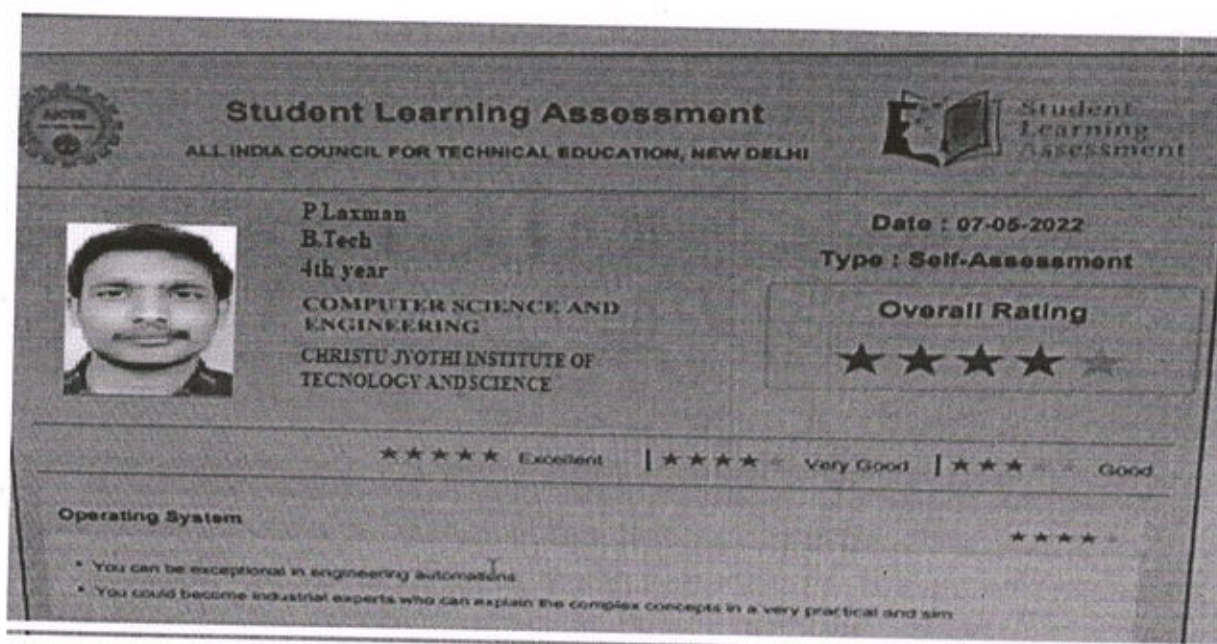 AICTE
Student Learning Assessment
ALL INDIA COUNCIL FOR TECHNICAL EDUCATION, NEW DELHI
Student
Learning
Assessment
P Laxman
B.Tech
4th year
COMPUTER SCIENCE AND
ENGINEERING
CHRISTU JYOTHI INSTITUTE OF
TECNOLOGY ANDSCIENCE
Date : 07-05-2022
Type : Self-Assessment
Overall Rating
★★★★★ Excellent | ★★★★★ Very Good | ★★★★★ Good
Operating System
• You can be exceptional in engineering automations
• You could become industrial experts who can explain the complex concepts in a very practical and sim